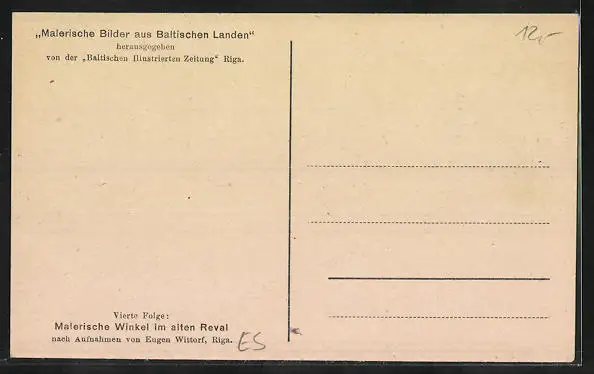 „Malerische Bilder aus Baltischen Landen“
herausgegeben
von der „Baltischen Illustrierten Zeitung“ Riga.
12,-
Vierte Folge:
Malerische Winkel im alten Reval
nach Aufnahmen von Eugen Wittorf, Riga.
ES